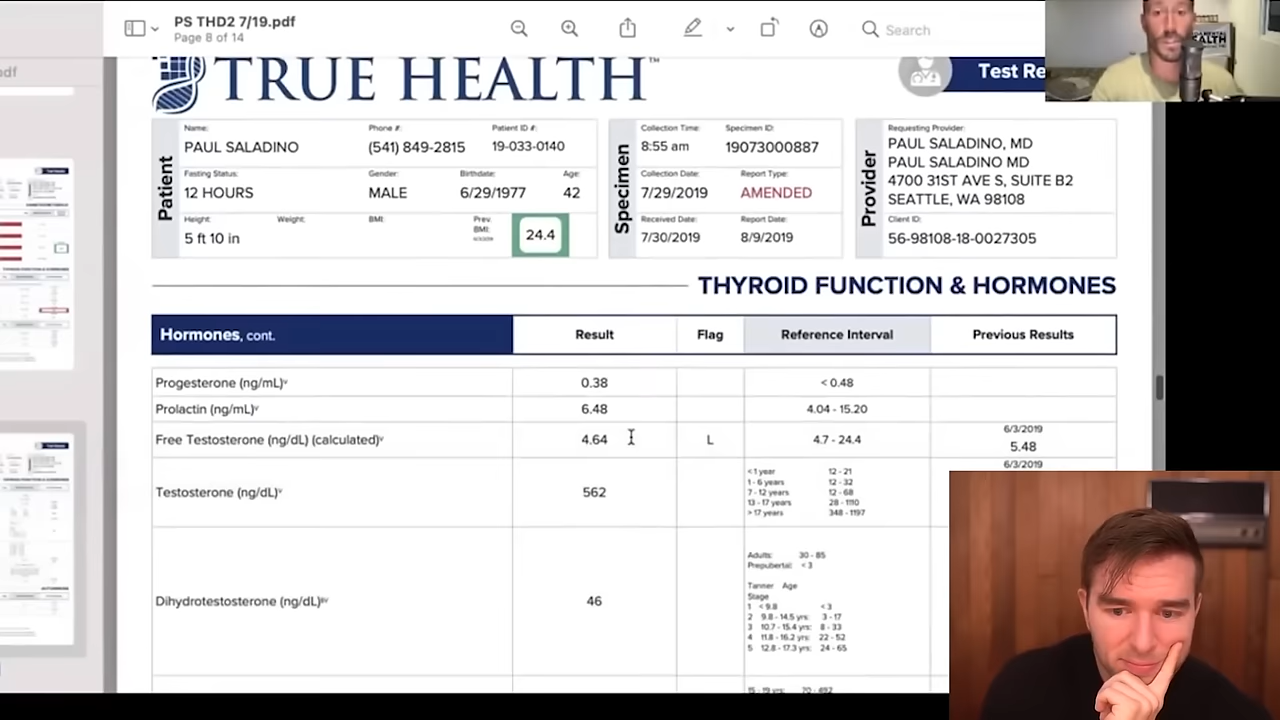 PS THD2 7/19.pdf
Page 8 of 14
Search
pdf
TRUE HEALTH™
Test Re
Patient
Name: Phone #: Patient ID #:
PAUL SALADINO (541) 849-2815 19-033-0140
Fasting Status: Gender: Birthdate: Age:
12 HOURS MALE 6/29/1977 42
Height: Weight: BMI: Prev. BMI:
5 ft 10 in 24.4
Specimen
Collection Time: Specimen ID:
8:55 am 19073000887
Collection Date: Report Type:
7/29/2019 AMENDED
Received Date: Report Date:
7/30/2019 8/9/2019
Provider
Requesting Provider:
PAUL SALADINO, MD
PAUL SALADINO MD
4700 31ST AVE S, SUITE B2
SEATTLE, WA 98108
Client ID:
56-98108-18-0027305
THYROID FUNCTION & HORMONES
Hormones, cont. Result Flag Reference Interval Previous Results
Progesterone (ng/mL)ᵛ 0.38 < 0.48
Prolactin (ng/mL)ᵛ 6.48 4.04 - 15.20
Free Testosterone (ng/dL) (calculated)ᵛ 4.64 L 4.7 - 24.4 6/3/2019 5.48
Testosterone (ng/dL)ᵛ 562 6/3/2019
< 1 year 12 - 21
1 - 6 years 12 - 32
7 - 12 years 12 - 68
13 - 17 years 28 - 1110
> 17 years 348 - 1197
Dihydrotestosterone (ng/dL) 46
Adults: 30 - 85
Prepubertal: < 3
Tanner Age
Stage
1 < 9.8 < 3
2 9.8 - 14.5 yrs: 3 - 17
3 10.7 - 15.4 yrs: 8 - 33
4 11.8 - 16.2 yrs: 22 - 52
5 12.8 - 17.3 yrs: 24 - 65
15 - 19 yrs: 70 - 492